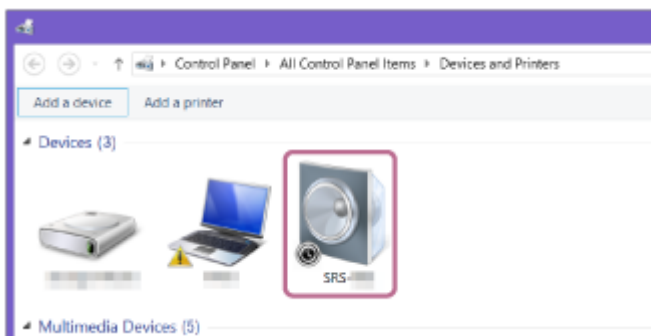 Control Panel ▸ All Control Panel Items ▸ Devices and Printers
Add a device Add a printer
Devices (3)
SRS-
Multimedia Devices (5)